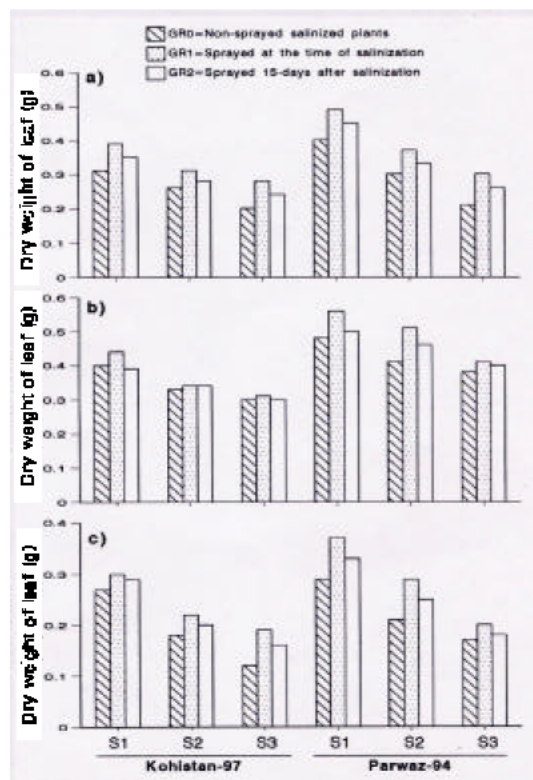 GR0=Non-sprayed salinized plants
GR1=Sprayed at the time of salinization
GR2=Sprayed 15-days after salinization
a)
Dry weight of leaf (g)
0.6
0.5
0.4
0.3
0.2
0.1
0
b)
Dry weight of leaf (g)
0.6
0.5
0.4
0.3
0.2
0.1
0
c)
Dry weight of leaf (g)
0.4
0.3
0.2
0.1
0
S1 S2 S3 S1 S2 S3
Kohistan-97 Parwaz-94